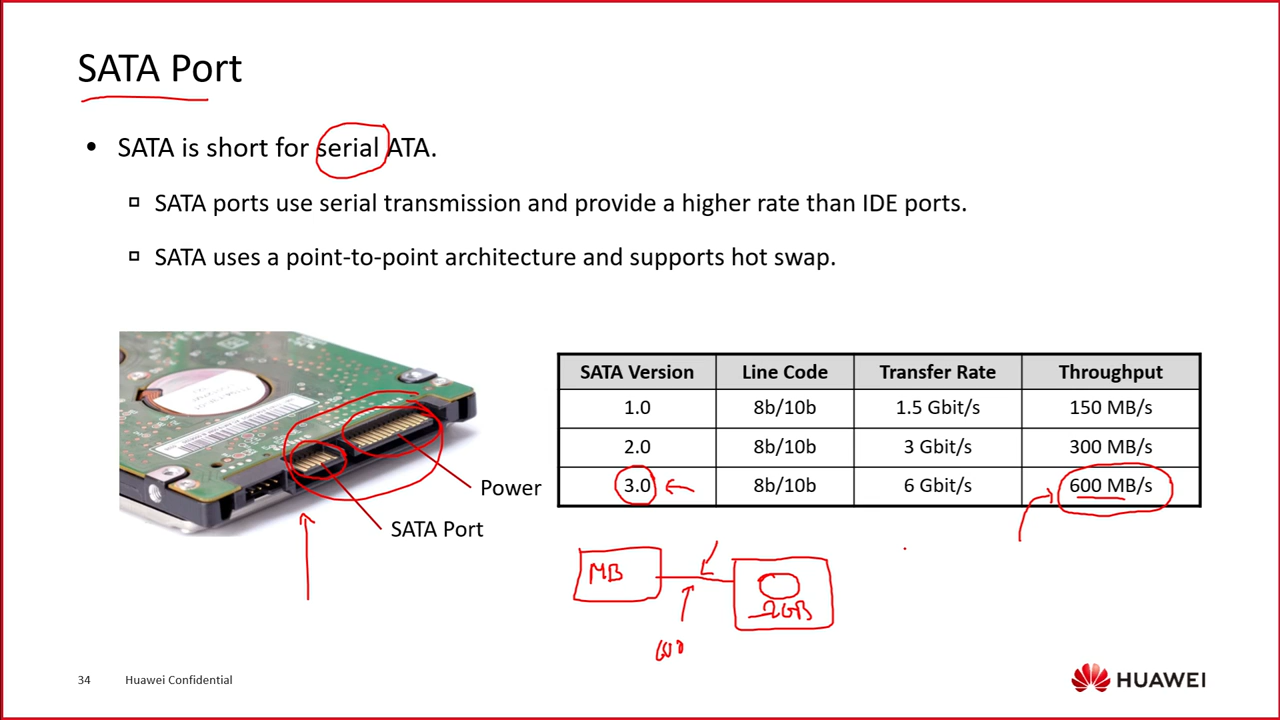 SATA Port
• SATA is short for serial ATA.
SATA ports use serial transmission and provide a higher rate than IDE ports.
SATA uses a point-to-point architecture and supports hot swap.
Power
SATA Port
SATA Version Line Code Transfer Rate Throughput
1.0 8b/10b 1.5 Gbit/s 150 MB/s
2.0 8b/10b 3 Gbit/s 300 MB/s
3.0 8b/10b 6 Gbit/s 600 MB/s
MB
2GB
600
34 Huawei Confidential
HUAWEI